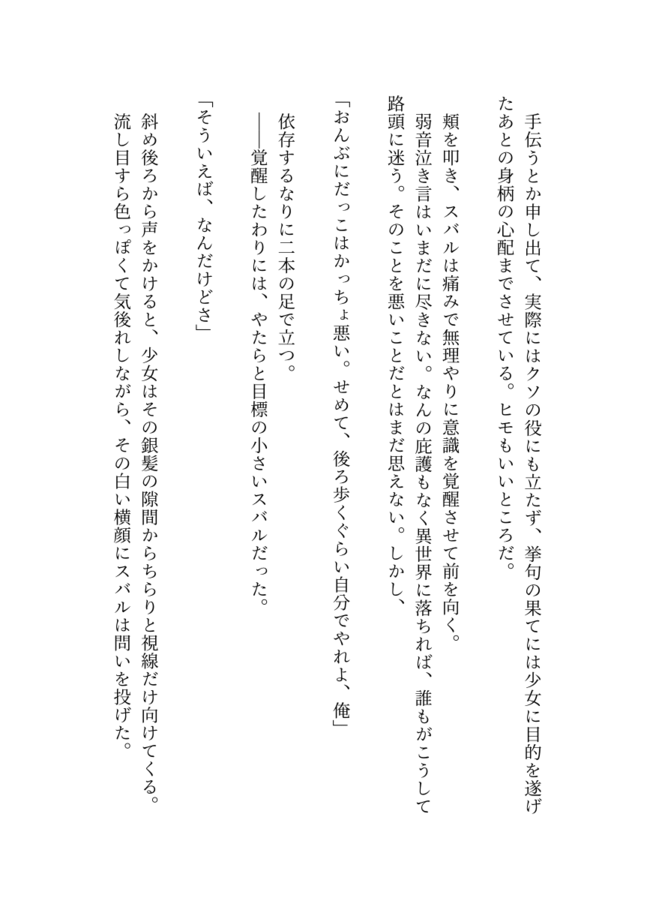 手伝うとか申し出て、実際にはクソの役にも立たず、挙句の果てには少女に目的を遂げ
たあとの身柄の心配までさせている。ヒモもいいところだ。
頬を叩き、スバルは痛みで無理やりに意識を覚醒させて前を向く。
弱音泣き言はいまだに尽きない。なんの庇護もなく異世界に落ちれば、誰もがこうして
路頭に迷う。そのことを悪いことだとはまだ思えない。しかし、
「おんぶにだっこはかっちょ悪い。せめて、後ろ歩くぐらい自分でやれよ、俺」
依存するなりに二本の足で立つ。
――覚醒したわりには、やたらと目標の小さいスバルだった。
「そういえば、なんだけどさ」
斜め後ろから声をかけると、少女はその銀髪の隙間からちらりと視線だけ向けてくる。
流し目すら色っぽくて気後れしながら、その白い横顔にスバルは問いを投げた。